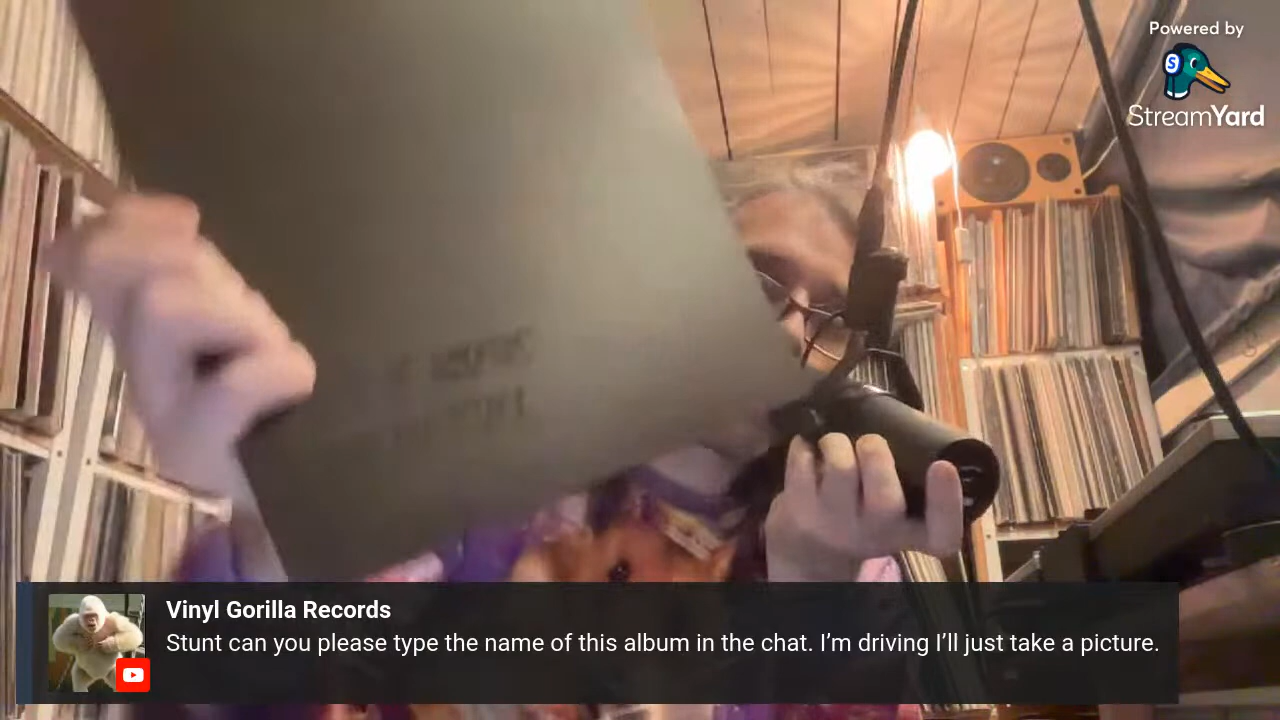 Powered by
S
StreamYard
Vinyl Gorilla Records
Stunt can you please type the name of this album in the chat. I’m driving I’ll just take a picture.